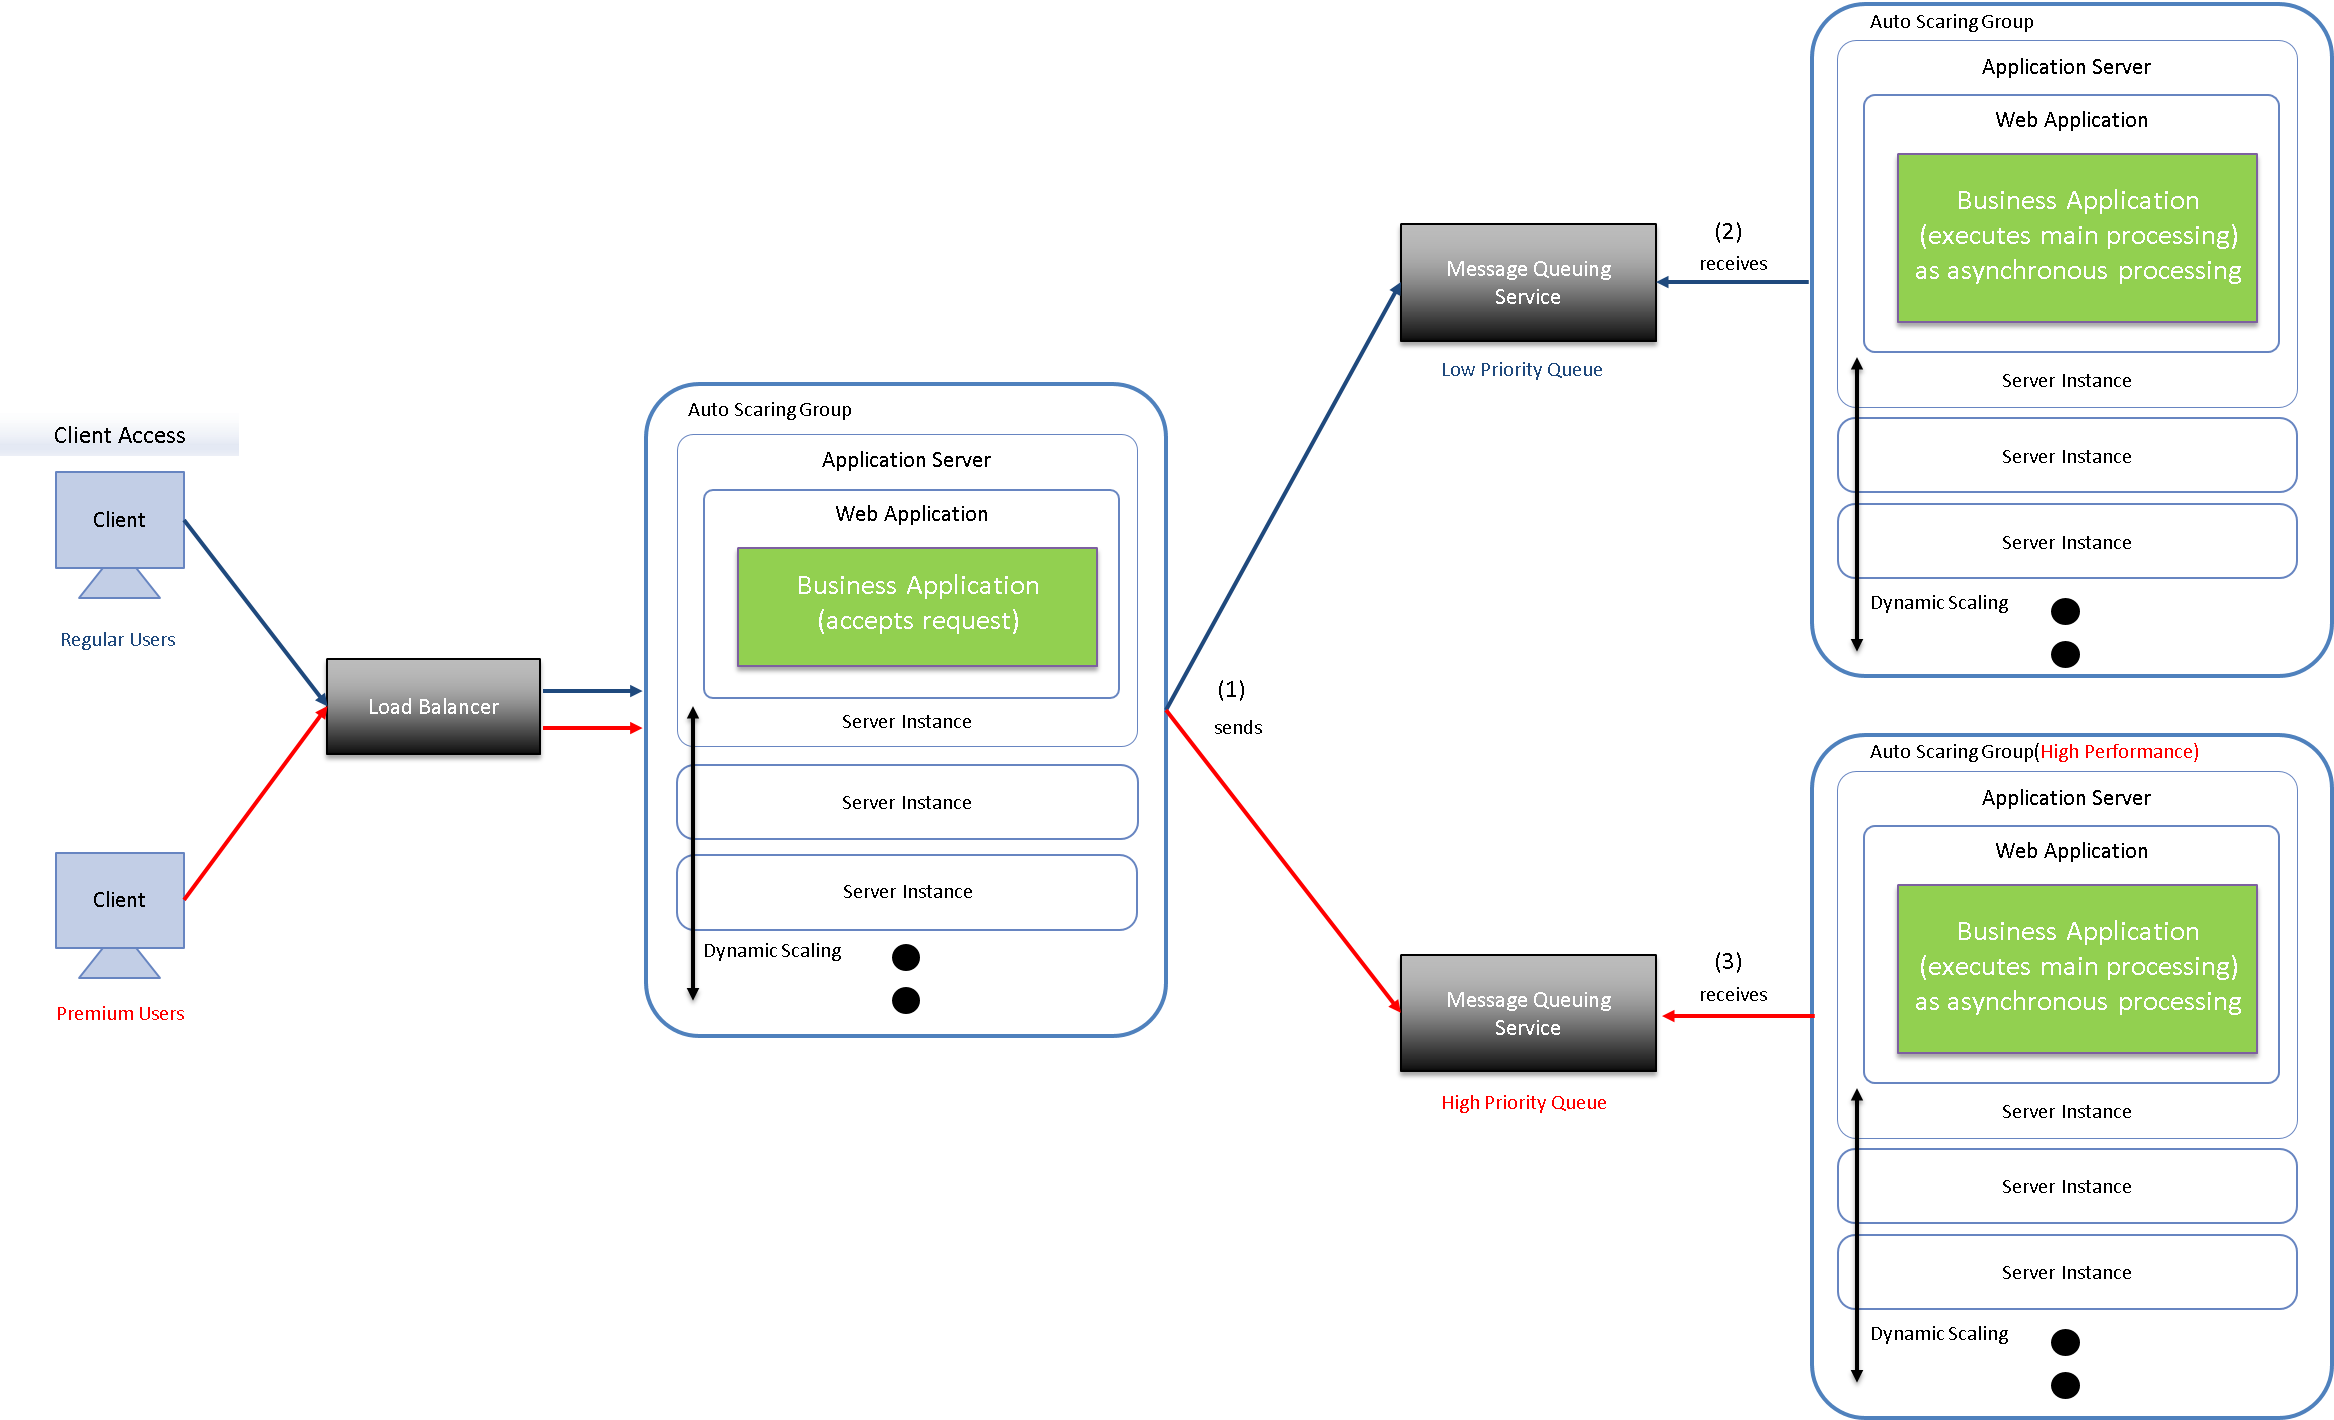 Client Access
Client
Regular Users
Client
Premium Users
Load Balancer
Auto Scaring Group
Application Server
Web Application
Business Application
(accepts request)
Server Instance
Server Instance
Server Instance
Dynamic Scaling
(1)
sends
Message Queuing
Service
Low Priority Queue
(2)
receives
Message Queuing
Service
High Priority Queue
(3)
receives
Auto Scaring Group
Application Server
Web Application
Business Application
(executes main processing)
as asynchronous processing
Server Instance
Server Instance
Server Instance
Dynamic Scaling
Auto Scaring Group(High Performance)
Application Server
Web Application
Business Application
(executes main processing)
as asynchronous processing
Server Instance
Server Instance
Server Instance
Dynamic Scaling